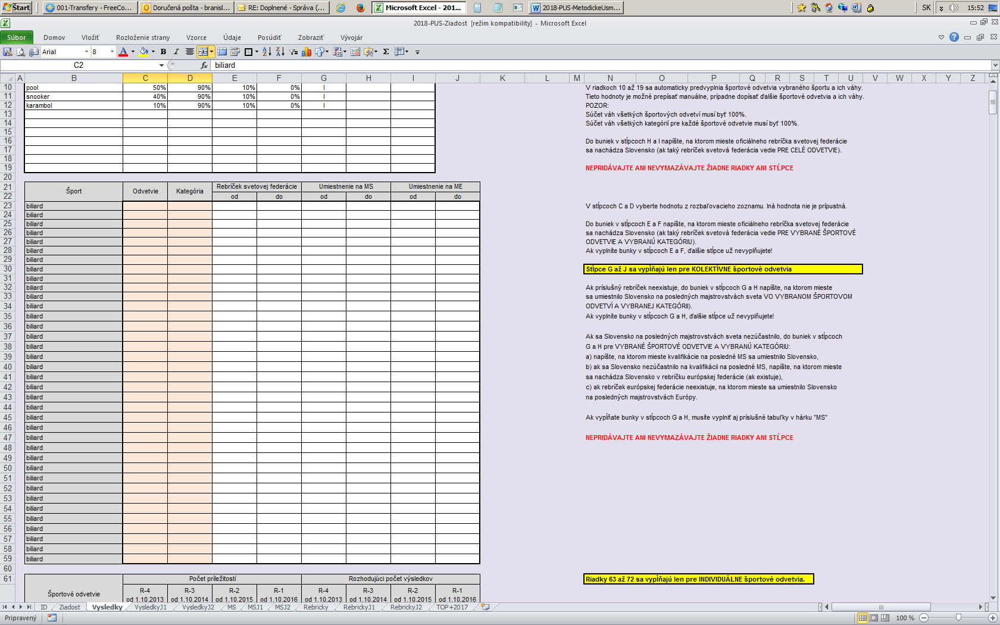 Štart
001-Transfery - FreeCo...
Doručená pošta - branisl...
RE: Doplnené - Správa (...
Microsoft Excel - 201...
2018-PUS-MetodickeUsm...
SK
15:52
2018-PUS-Ziadost [režim kompatibility] - Microsoft Excel
Súbor Domov Vložiť Rozloženie strany Vzorce Údaje Posúdiť Zobraziť Vývojár
Arial 8
C2 fx biliard
A B C D E F G H I J K L M N O P Q R S T U V W X Y Z
10 pool 50% 90% 10% 0% I V riadkoch 10 až 19 sa automaticky predvyplnia športové odvetvia vybraného športu a ich váhy.
11 snooker 40% 90% 10% 0% I Tieto hodnoty je možné prepísať manuálne, prípadne dopísať ďalšie športové odvetvia a ich váhy.
12 karambol 10% 90% 10% 0% I POZOR:
13 Súčet váh všetkých športových odvetví musí byť 100%.
14 Súčet váh všetkých kategórií pre každé športové odvetvie musí byť 100%.
15
16 Do buniek v stĺpcoch H a I napíšte, na ktorom mieste oficiálneho rebríčka svetovej federácie
17 sa nachádza Slovensko (ak taký rebríček svetová federácia vedie PRE CELÉ ODVETVIE).
18
19 NEPRIDÁVAJTE ANI NEVYMAZÁVAJTE ŽIADNE RIADKY ANI STĹPCE
20
21 Šport Odvetvie Kategória Rebríček svetovej federácie Umiestnenie na MS Umiestnenie na ME
22 od do od do od do
23 biliard V stĺpcoch C a D vyberte hodnotu z rozbaľovacieho zoznamu. Iná hodnota nie je prípustná.
24 biliard
25 biliard Do buniek v stĺpcoch E a F napíšte, na ktorom mieste oficiálneho rebríčka svetovej federácie
26 biliard sa nachádza Slovensko (ak taký rebríček svetová federácia vedie PRE VYBRANÉ ŠPORTOVÉ
27 biliard ODVETVIE A VYBRANÚ KATEGÓRIU).
28 biliard Ak vyplníte bunky v stĺpcoch E a F, ďalšie stĺpce už nevyplňujete!
29 biliard
30 biliard Stĺpce G až J sa vypĺňajú len pre KOLEKTÍVNE športové odvetvia
31 biliard
32 biliard Ak príslušný rebríček neexistuje, do buniek v stĺpcoch G a H napíšte, na ktorom mieste
33 biliard sa umiestnilo Slovensko na posledných majstrovstvách sveta VO VYBRANOM ŠPORTOVOM
34 biliard ODVETVÍ A VYBRANEJ KATEGÓRII).
35 biliard Ak vyplníte bunky v stĺpcoch G a H, ďalšie stĺpce už nevyplňujete!
36 biliard
37 biliard Ak sa Slovensko na posledných majstrovstvách sveta nezúčastnilo, do buniek v stĺpcoch
38 biliard G a H pre VYBRANÉ ŠPORTOVÉ ODVETVIE A VYBRANÚ KATEGÓRIU:
39 biliard a) napíšte, na ktorom mieste kvalifikácie na posledné MS sa umiestnilo Slovensko,
40 biliard b) ak sa Slovensko nezúčastnilo na kvalifikácii na posledné MS, napíšte, na ktorom mieste
41 biliard sa nachádza Slovensko v rebríčku európskej federácie (ak existuje),
42 biliard c) ak rebríček európskej federácie neexistuje, na ktorom mieste sa umiestnilo Slovensko
43 biliard na posledných majstrovstvách Európy.
44 biliard
45 biliard Ak vypĺňate bunky v stĺpcoch G a H, musíte vyplniť aj príslušné tabuľky v hárku "MS"
46 biliard
47 biliard NEPRIDÁVAJTE ANI NEVYMAZÁVAJTE ŽIADNE RIADKY ANI STĹPCE
48 biliard
49 biliard
50 biliard
51 biliard
52 biliard
53 biliard
54 biliard
55 biliard
56 biliard
57 biliard
58 biliard
59 biliard
60
61 Počet príležitostí Rozhodujúci počet výsledkov Riadky 63 až 72 sa vypĺňajú len pre INDIVIDUÁLNE športové odvetvia.
Športové odvetvie R-4 R-3 R-2 R-1 R-4 R-3 R-2 R-1
od 1.10.2013 od 1.10.2014 od 1.10.2015 od 1.10.2016 od 1.10.2013 od 1.10.2014 od 1.10.2015 od 1.10.2016
ID Ziadost Vysledky VysledkyJ1 VysledkyJ2 MS MSJ1 MSJ2 Rebricky RebrickyJ1 RebrickyJ2 TOP+2017
Pripravený 100 %